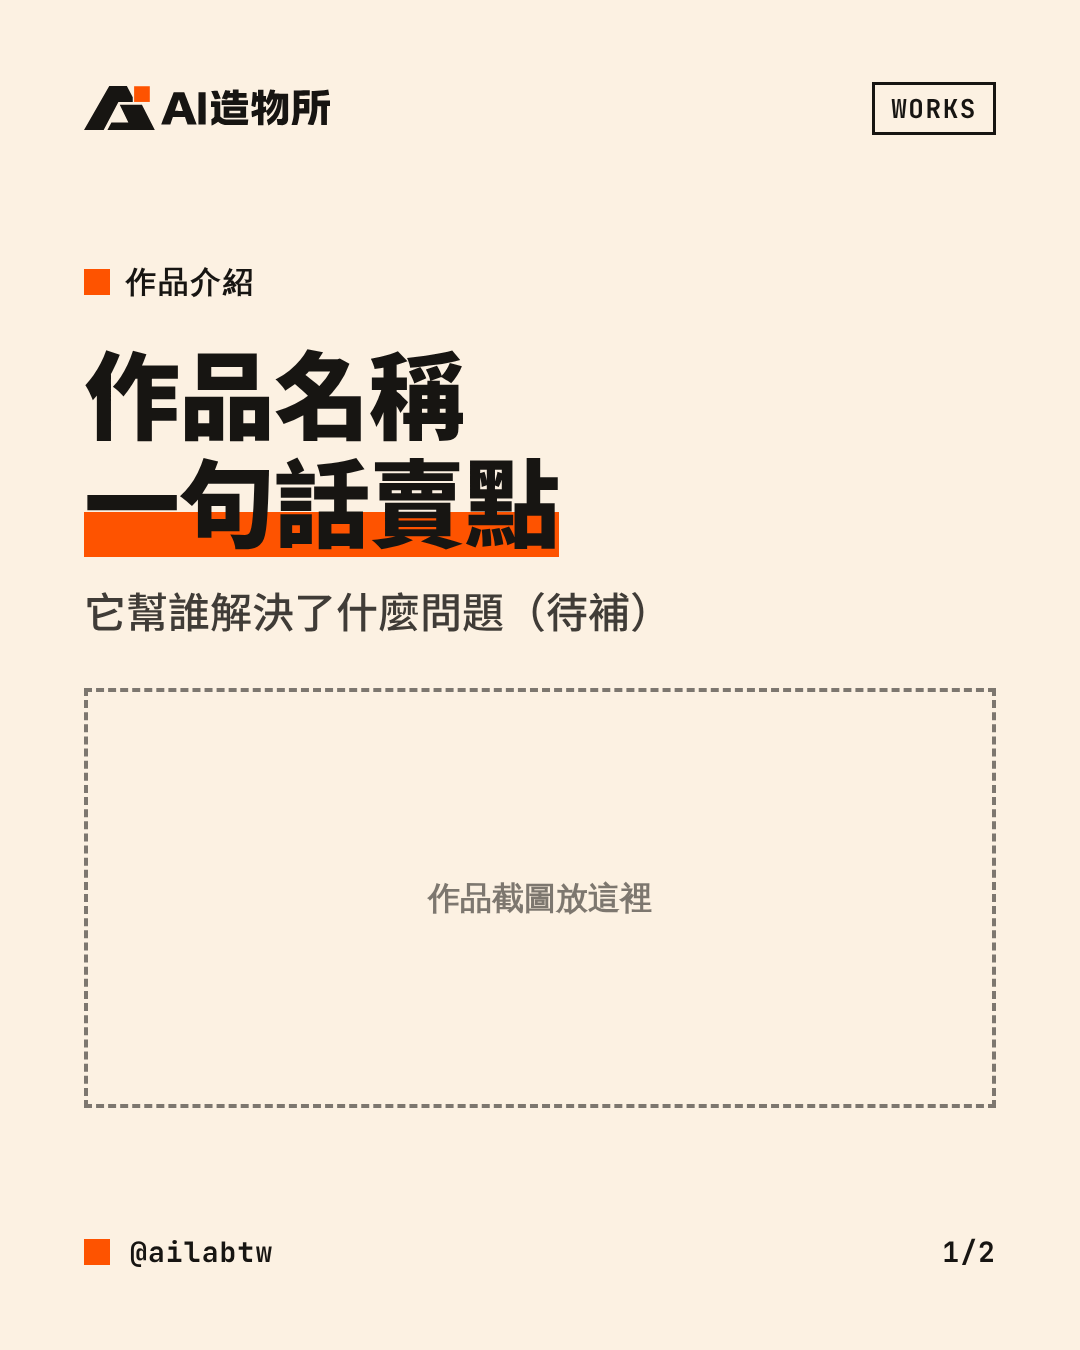 AI造物所
WORKS
作品介紹
作品名稱
一句話賣點
它幫誰解決了什麼問題（待補）
作品截圖放這裡
@ailabtw
1/2